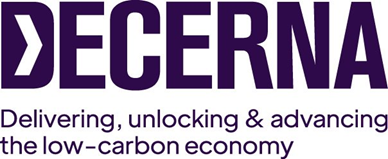 DECERNA
Delivering, unlocking & advancing
the low-carbon economy